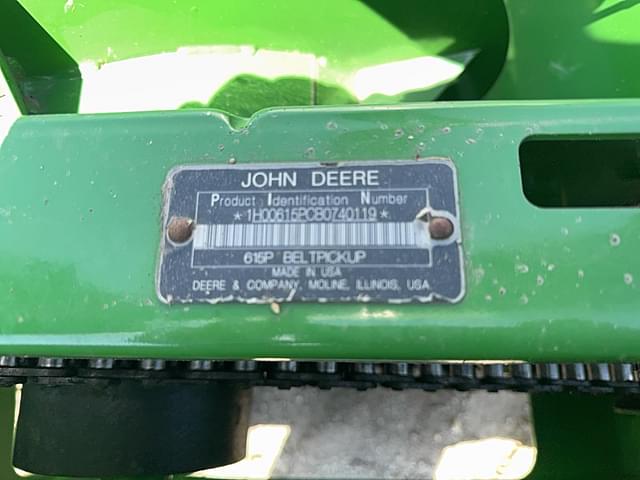 JOHN DEERE
Product Identification Number
*1H00615PCB0740119*
615P BELTPICKUP
MADE IN USA
DEERE & COMPANY, MOLINE, ILLINOIS, USA